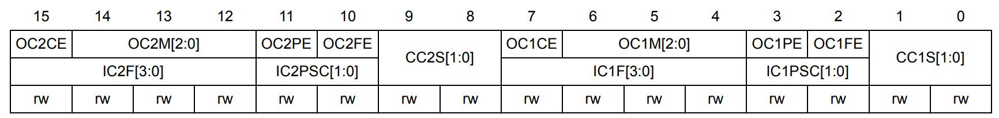 15 14 13 12 11 10 9 8 7 6 5 4 3 2 1 0
OC2CE OC2M[2:0] OC2PE OC2FE CC2S[1:0] OC1CE OC1M[2:0] OC1PE OC1FE CC1S[1:0]
IC2F[3:0] IC2PSC[1:0] IC1F[3:0] IC1PSC[1:0]
rw rw rw rw rw rw rw rw rw rw rw rw rw rw rw rw